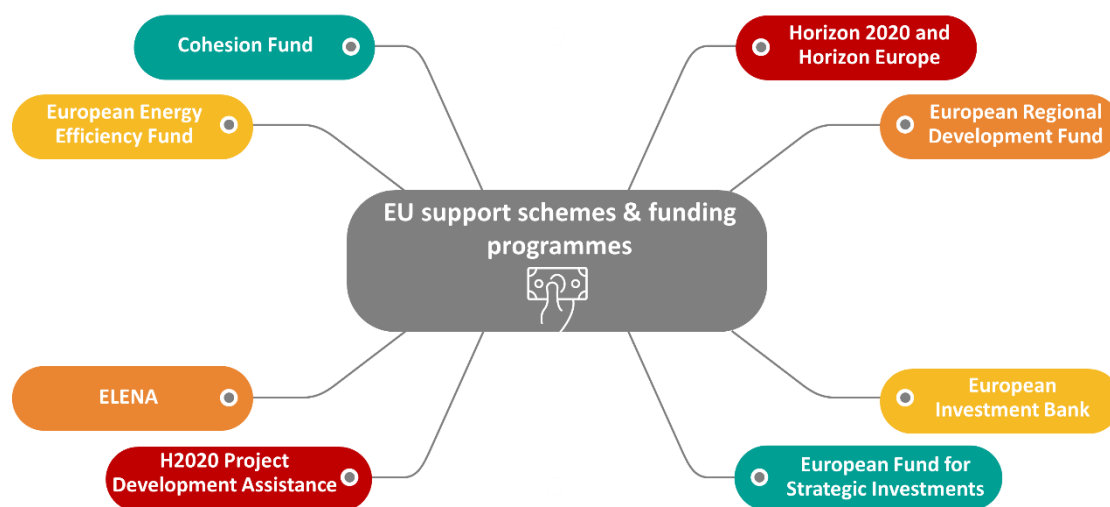 Cohesion Fund
Horizon 2020 and
Horizon Europe
European Energy
Efficiency Fund
European Regional
Development Fund
EU support schemes & funding
programmes
ELENA
European
Investment Bank
H2020 Project
Development Assistance
European Fund for
Strategic Investments